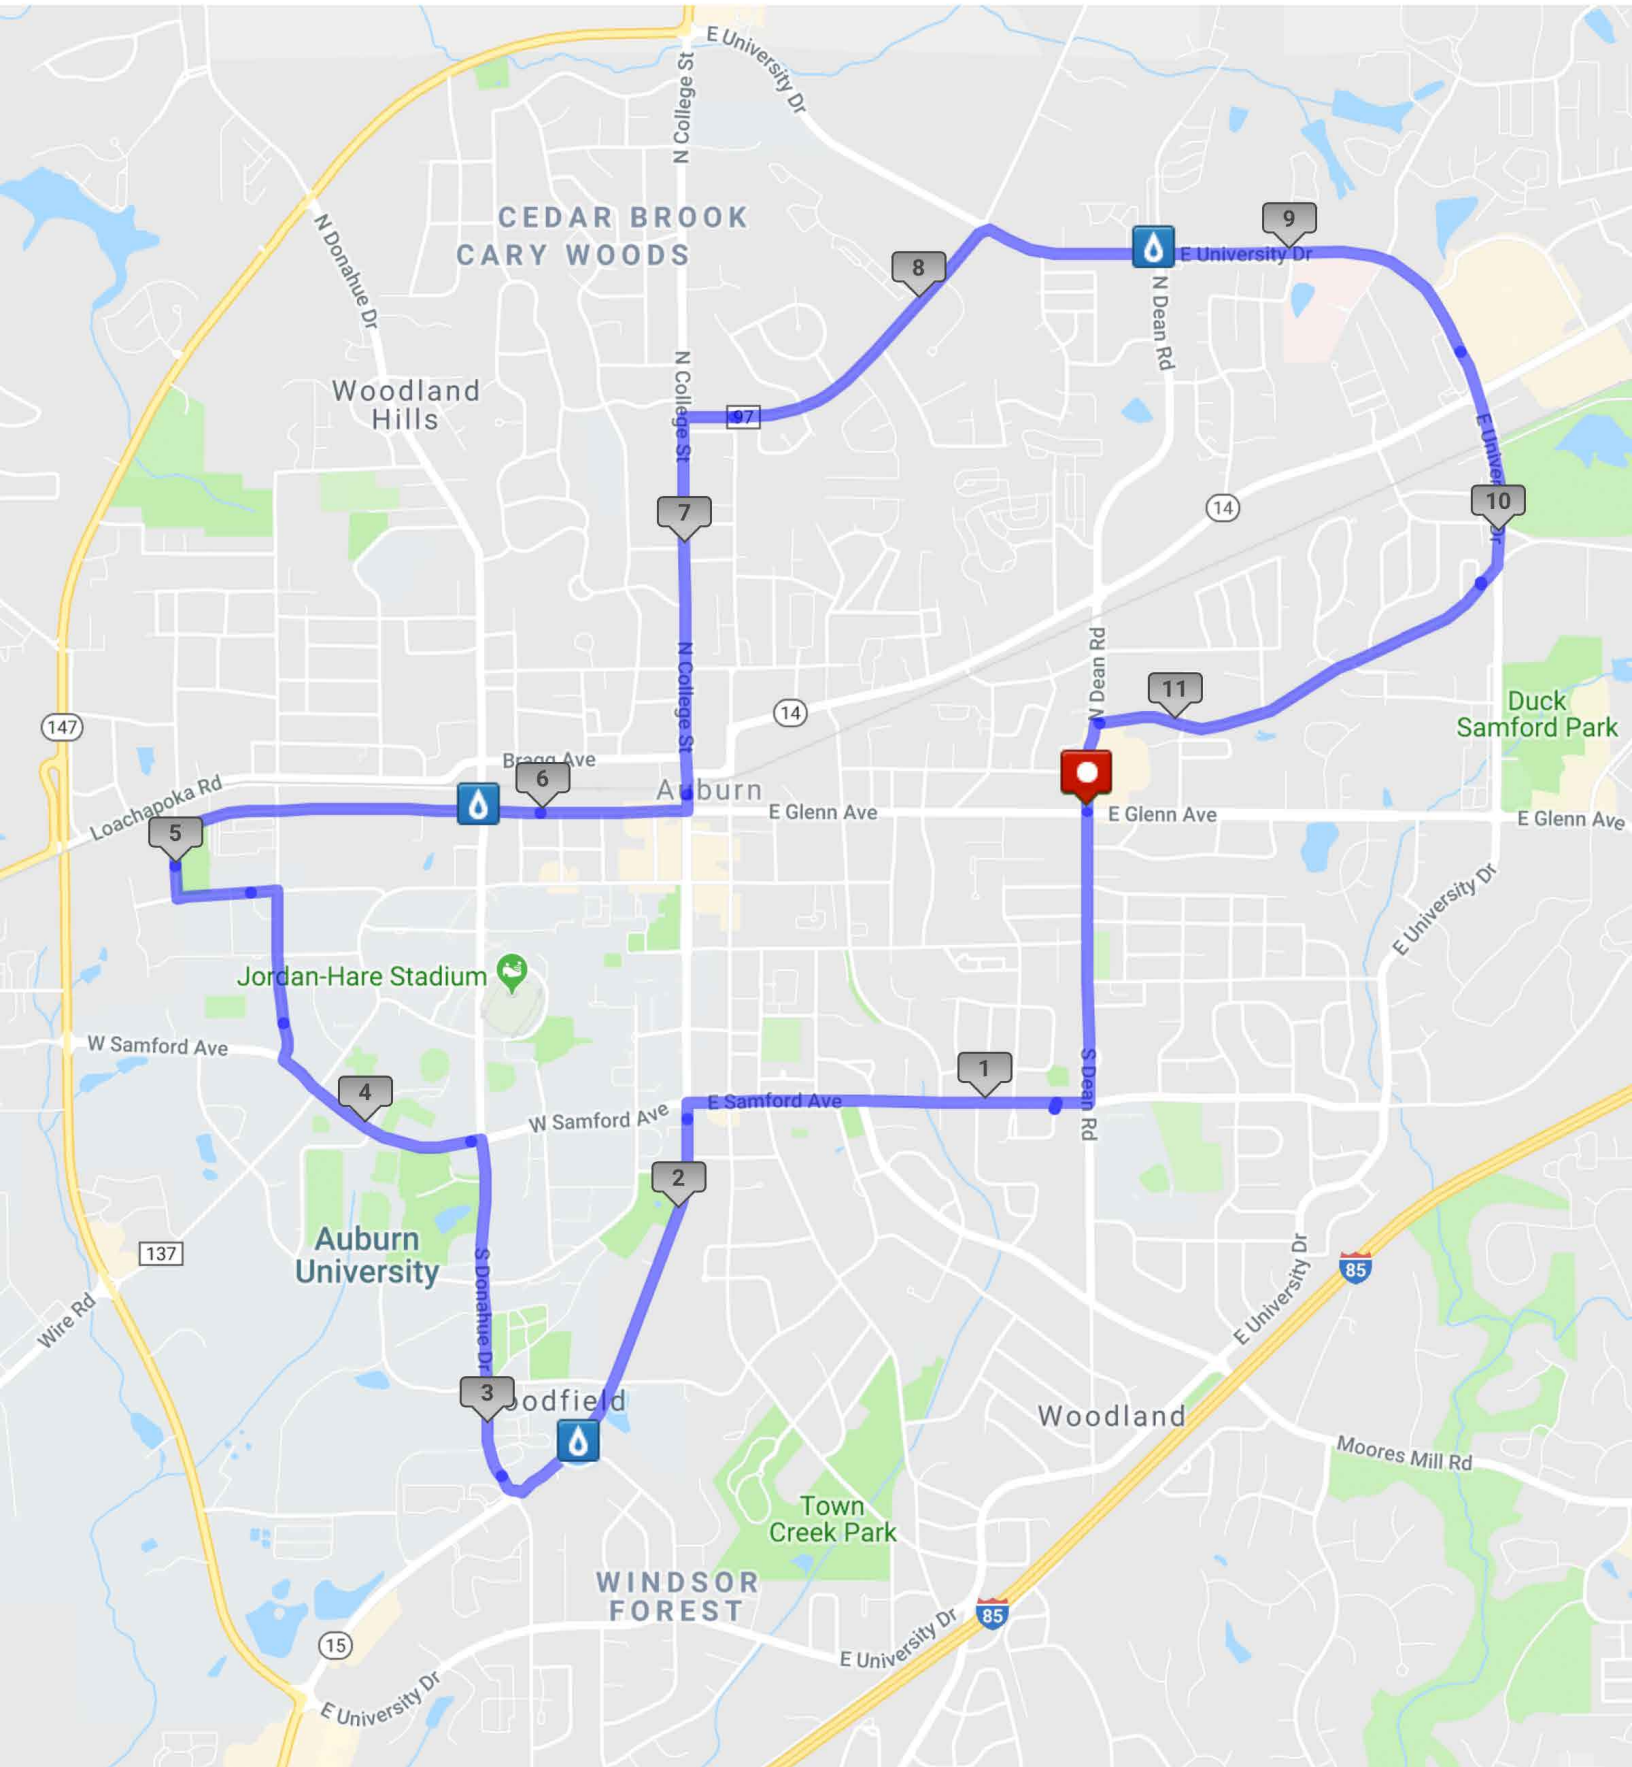 E University Dr
N College St
CEDAR BROOK
CARY WOODS
N Donahue Dr
9
E University Dr
8
N Dean Rd
Woodland
Hills
N College St
97
E Univer
Dr
14
10
7
N College St
N Dean Rd
11
Duck
Samford Park
14
147
Bragg Ave
6
Auburn
Loachapoka Rd
E Glenn Ave
E Glenn Ave
E Glenn Ave
5
E University Dr
Jordan-Hare Stadium
W Samford Ave
1
S Dean Rd
4
E Samford Ave
W Samford Ave
2
Auburn
University
137
S Donahue Dr
85
Wire Rd
E University Dr
3
oodfield
Woodland
Moores Mill Rd
Town
Creek Park
WINDSOR
FOREST
85
15
E University Dr
E University Dr